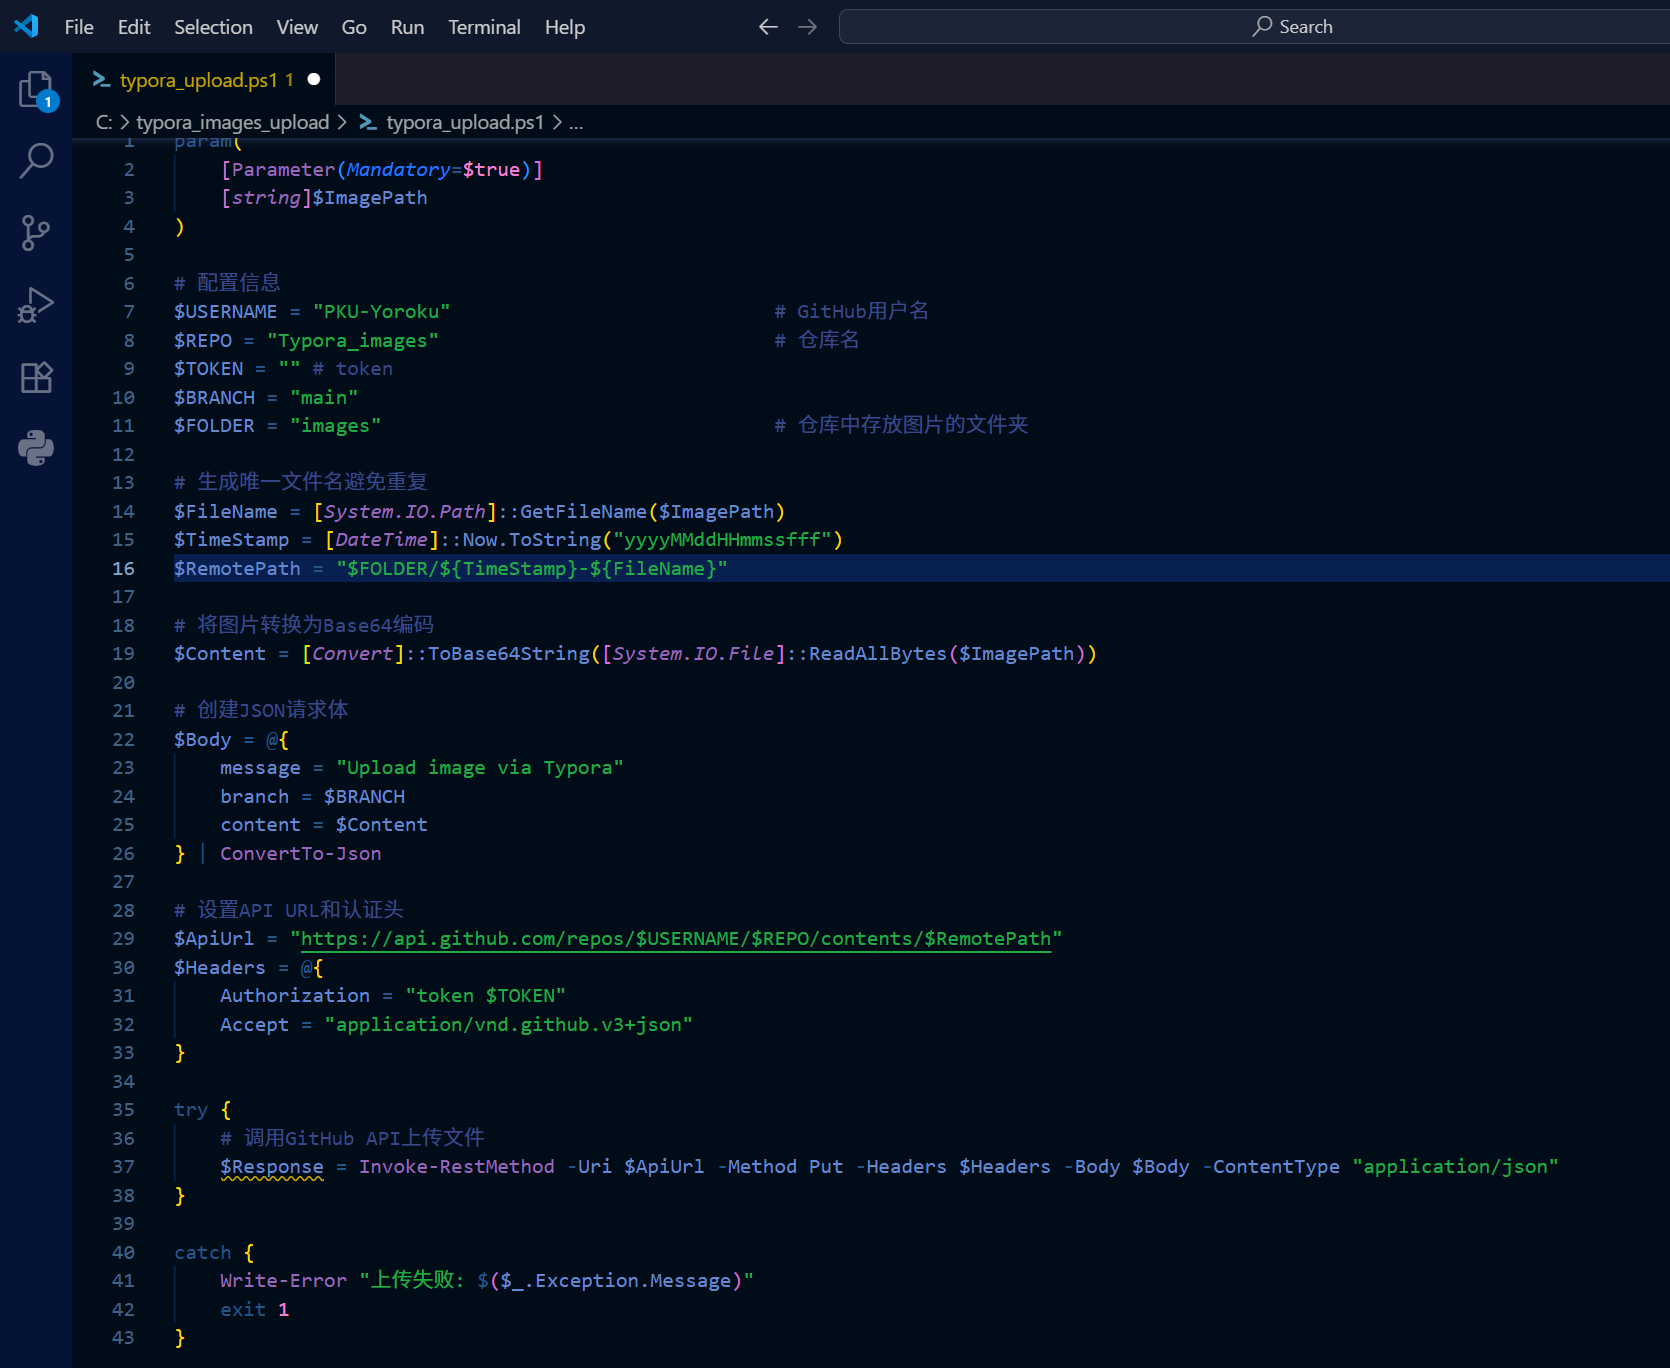 File Edit Selection View Go Run Terminal Help Search
typora_upload.ps1 1
C: > typora_images_upload > typora_upload.ps1 > ...
1 param(
2 [Parameter(Mandatory=$true)]
3 [string]$ImagePath
4 )
5
6 # 配置信息
7 $USERNAME = "PKU-Yoroku" # GitHub用户名
8 $REPO = "Typora_images" # 仓库名
9 $TOKEN = "" # token
10 $BRANCH = "main"
11 $FOLDER = "images" # 仓库中存放图片的文件夹
12
13 # 生成唯一文件名避免重复
14 $FileName = [System.IO.Path]::GetFileName($ImagePath)
15 $TimeStamp = [DateTime]::Now.ToString("yyyyMMddHHmmssfff")
16 $RemotePath = "$FOLDER/${TimeStamp}-${FileName}"
17
18 # 将图片转换为Base64编码
19 $Content = [Convert]::ToBase64String([System.IO.File]::ReadAllBytes($ImagePath))
20
21 # 创建JSON请求体
22 $Body = @{
23 message = "Upload image via Typora"
24 branch = $BRANCH
25 content = $Content
26 } | ConvertTo-Json
27
28 # 设置API URL和认证头
29 $ApiUrl = "https://api.github.com/repos/$USERNAME/$REPO/contents/$RemotePath"
30 $Headers = @{
31 Authorization = "token $TOKEN"
32 Accept = "application/vnd.github.v3+json"
33 }
34
35 try {
36 # 调用GitHub API上传文件
37 $Response = Invoke-RestMethod -Uri $ApiUrl -Method Put -Headers $Headers -Body $Body -ContentType "application/json"
38 }
39
40 catch {
41 Write-Error "上传失败: $($_.Exception.Message)"
42 exit 1
43 }
1